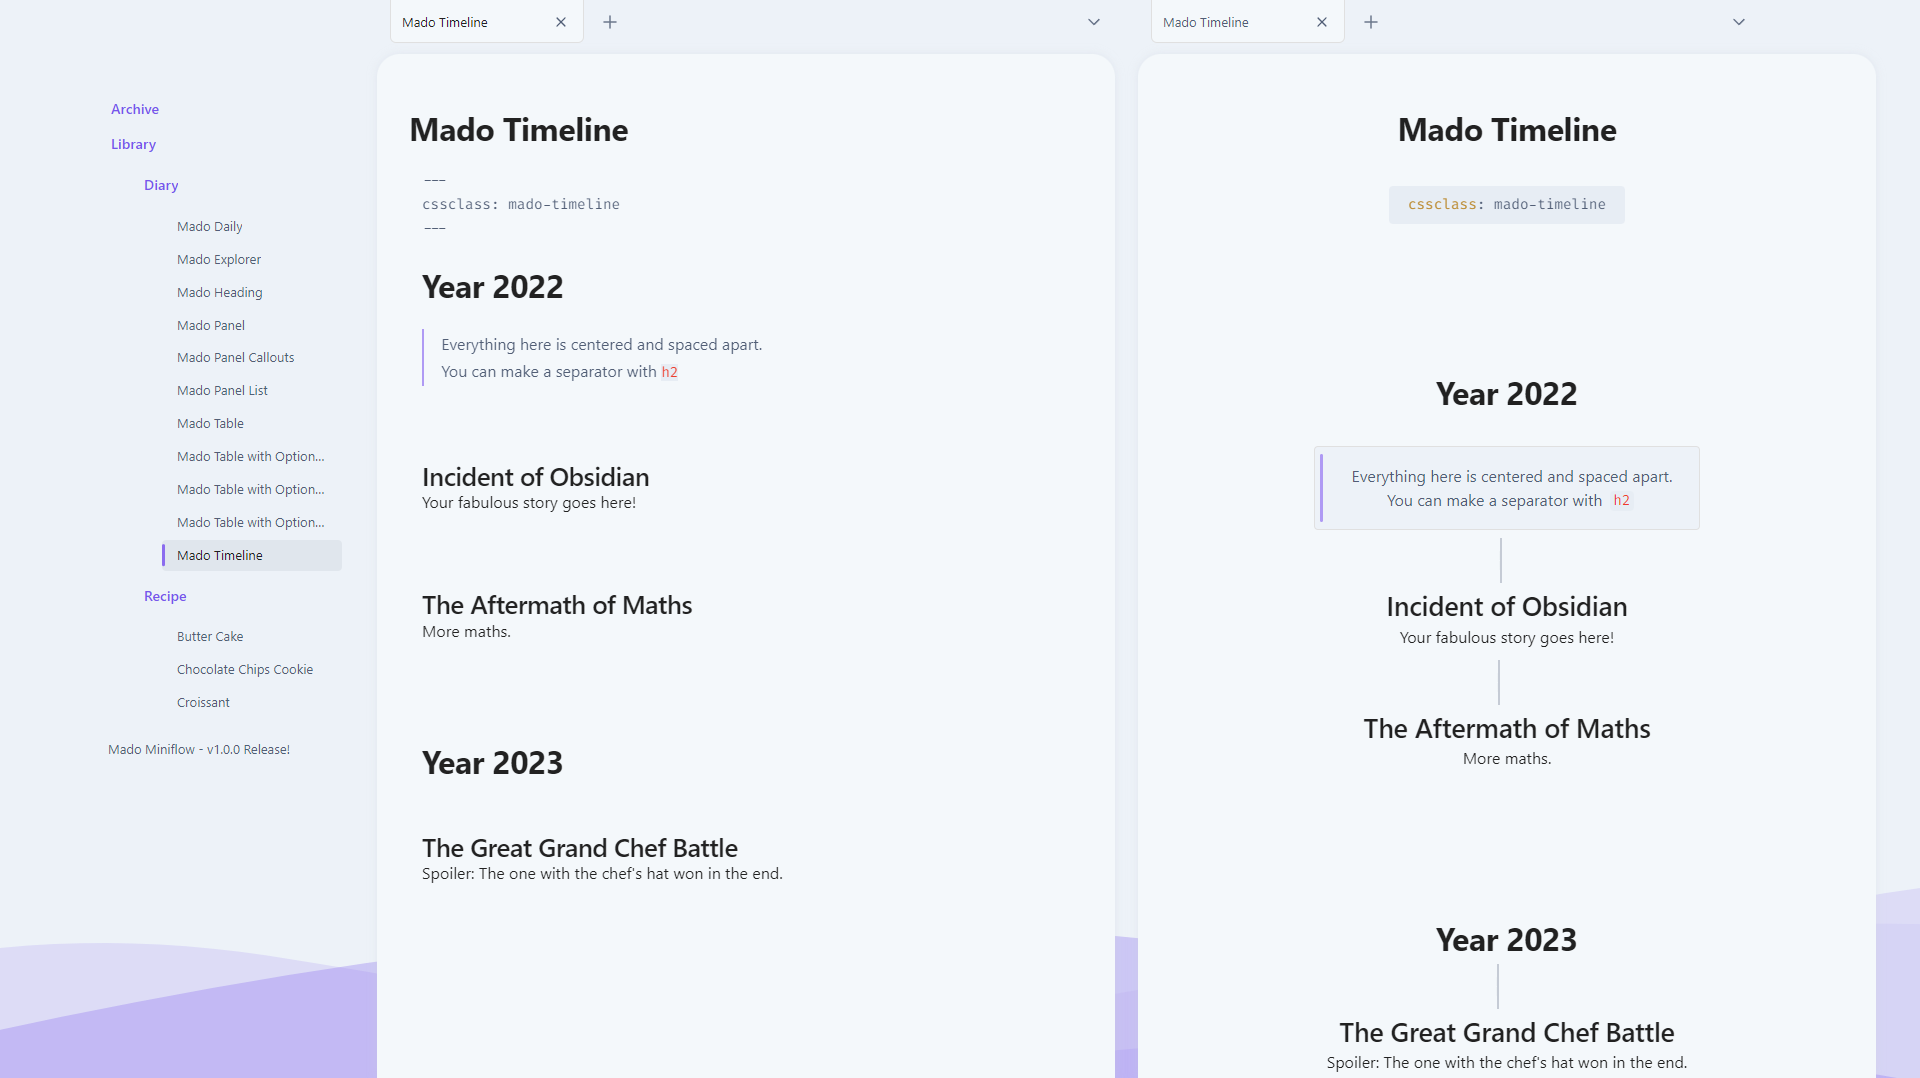 Archive
Library
Diary
Mado Daily
Mado Explorer
Mado Heading
Mado Panel
Mado Panel Callouts
Mado Panel List
Mado Table
Mado Table with Option...
Mado Table with Option...
Mado Table with Option...
Mado Timeline
Recipe
Butter Cake
Chocolate Chips Cookie
Croissant
Mado Miniflow - v1.0.0 Release!
Mado Timeline
Mado Timeline
---
cssclass: mado-timeline
---
Year 2022
Everything here is centered and spaced apart.
You can make a separator with h2
Incident of Obsidian
Your fabulous story goes here!
The Aftermath of Maths
More maths.
Year 2023
The Great Grand Chef Battle
Spoiler: The one with the chef's hat won in the end.
Mado Timeline
Mado Timeline
cssclass: mado-timeline
Year 2022
Everything here is centered and spaced apart.
You can make a separator with h2
Incident of Obsidian
Your fabulous story goes here!
The Aftermath of Maths
More maths.
Year 2023
The Great Grand Chef Battle
Spoiler: The one with the chef's hat won in the end.